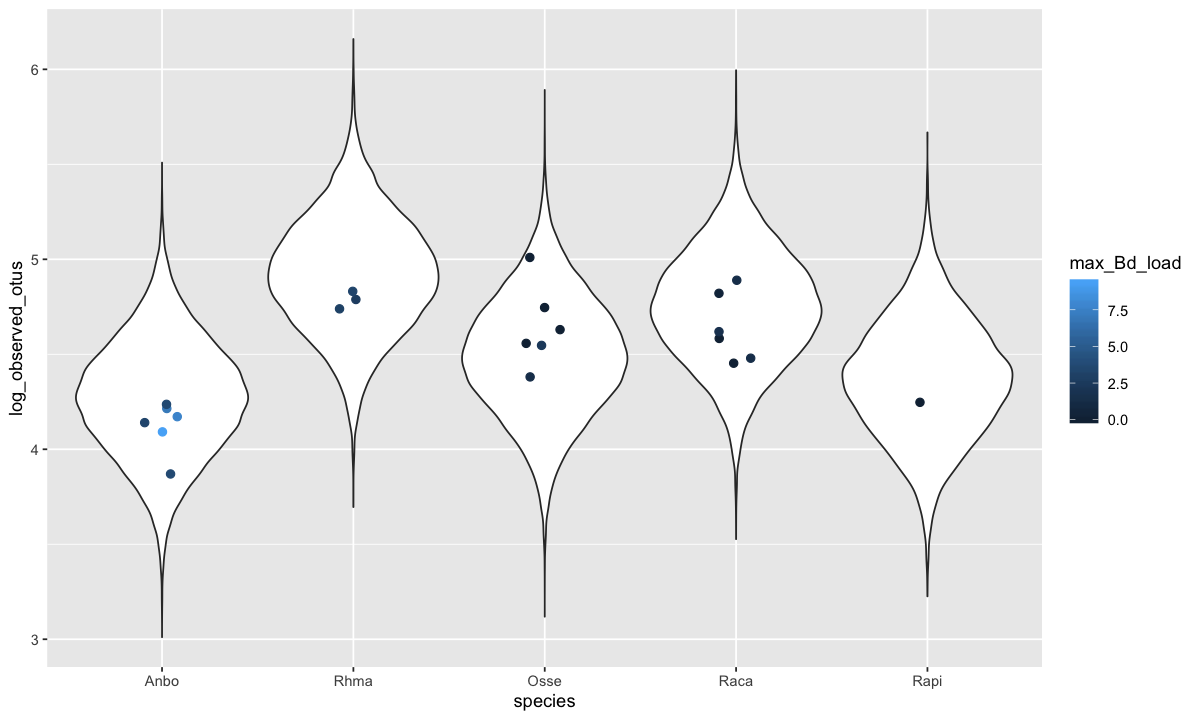 log_observed_otus
6
5
4
3
Anbo Rhma Osse Raca Rapi
species
max_Bd_load
7.5
5.0
2.5
0.0